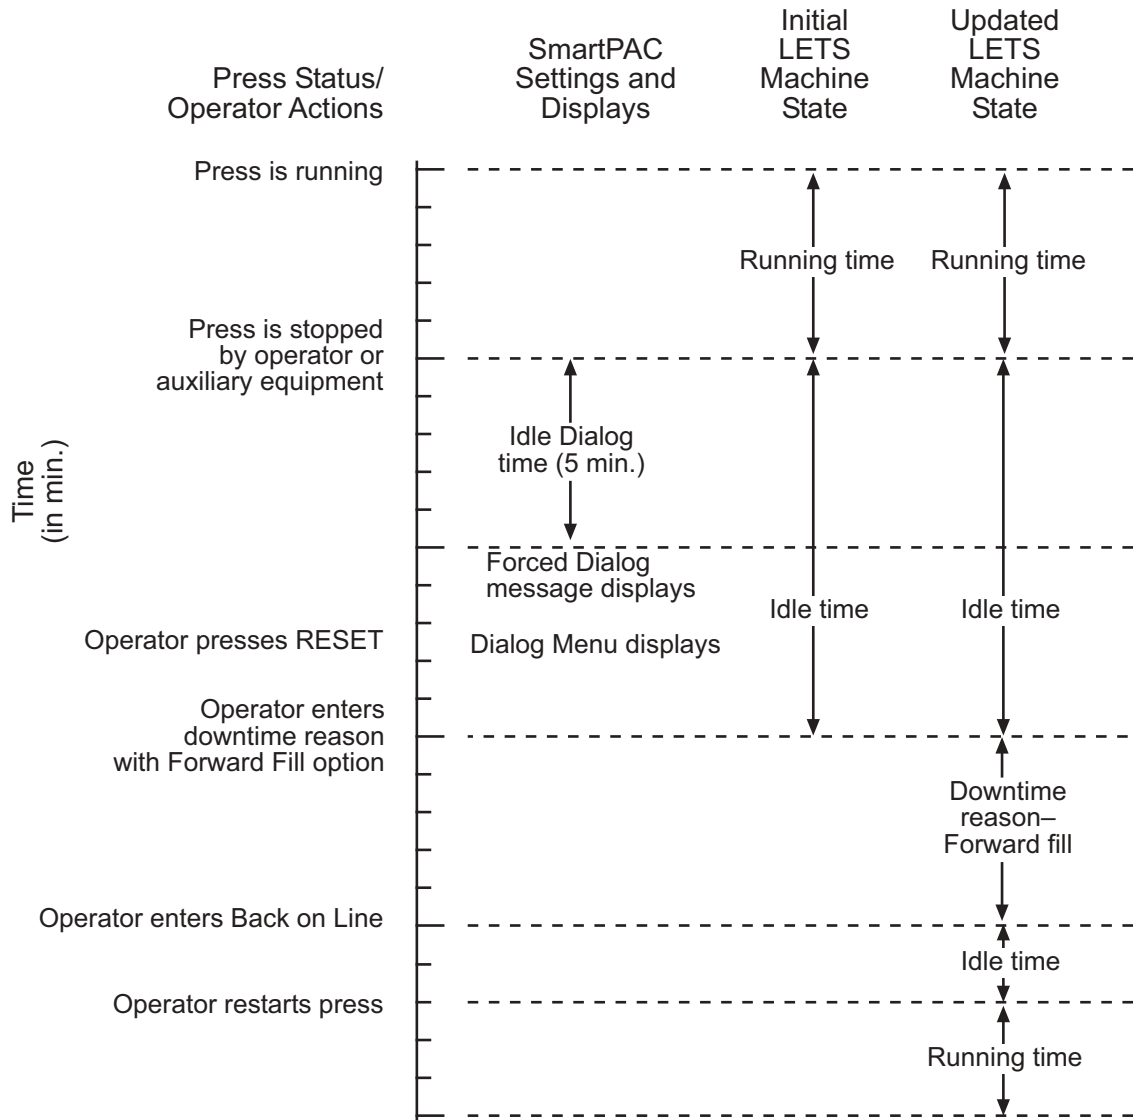 Press Status/
Operator Actions
SmartPAC
Settings and
Displays
Initial
LETS
Machine
State
Updated
LETS
Machine
State
Time
(in min.)
Press is running
Running time
Running time
Press is stopped
by operator or
auxiliary equipment
Idle Dialog
time (5 min.)
Forced Dialog
message displays
Idle time
Idle time
Operator presses RESET
Dialog Menu displays
Operator enters
downtime reason
with Forward Fill option
Downtime
reason–
Forward fill
Operator enters Back on Line
Idle time
Operator restarts press
Running time